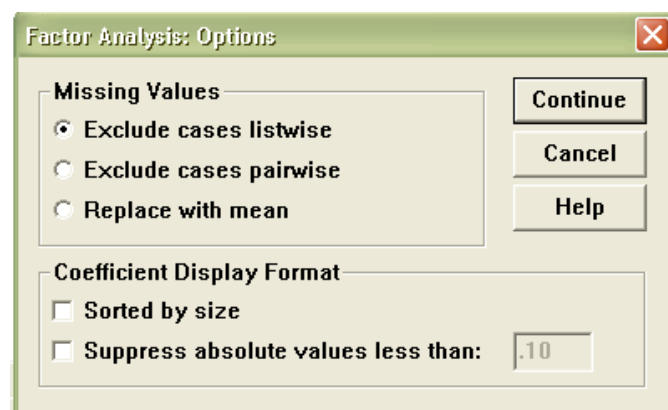 Factor Analysis: Options
Missing Values
Exclude cases listwise
Exclude cases pairwise
Replace with mean
Continue
Cancel
Help
Coefficient Display Format
Sorted by size
Suppress absolute values less than: .10